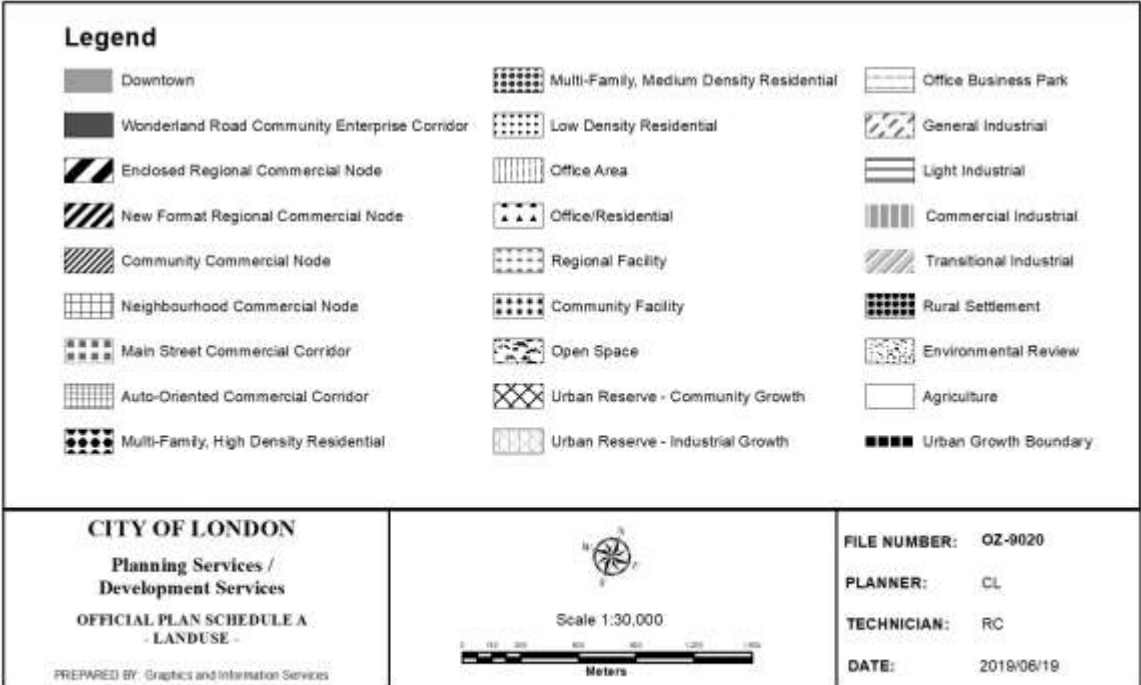 Legend
Downtown
Wonderland Road Community Enterprise Corridor
Enclosed Regional Commercial Node
New Format Regional Commercial Node
Community Commercial Node
Neighbourhood Commercial Node
Main Street Commercial Corridor
Auto-Oriented Commercial Corridor
Multi-Family, High Density Residential
Multi-Family, Medium Density Residential
Low Density Residential
Office Area
Office/Residential
Regional Facility
Community Facility
Open Space
Urban Reserve - Community Growth
Urban Reserve - Industrial Growth
Office Business Park
General Industrial
Light Industrial
Commercial Industrial
Transitional Industrial
Rural Settlement
Environmental Review
Agriculture
Urban Growth Boundary
CITY OF LONDON
Planning Services /
Development Services
OFFICIAL PLAN SCHEDULE A
- LANDUSE -
PREPARED BY: Graphics and Information Services
N
Scale 1:30,000
Meters
FILE NUMBER: OZ-9020
PLANNER: CL
TECHNICIAN: RC
DATE: 2019/06/19